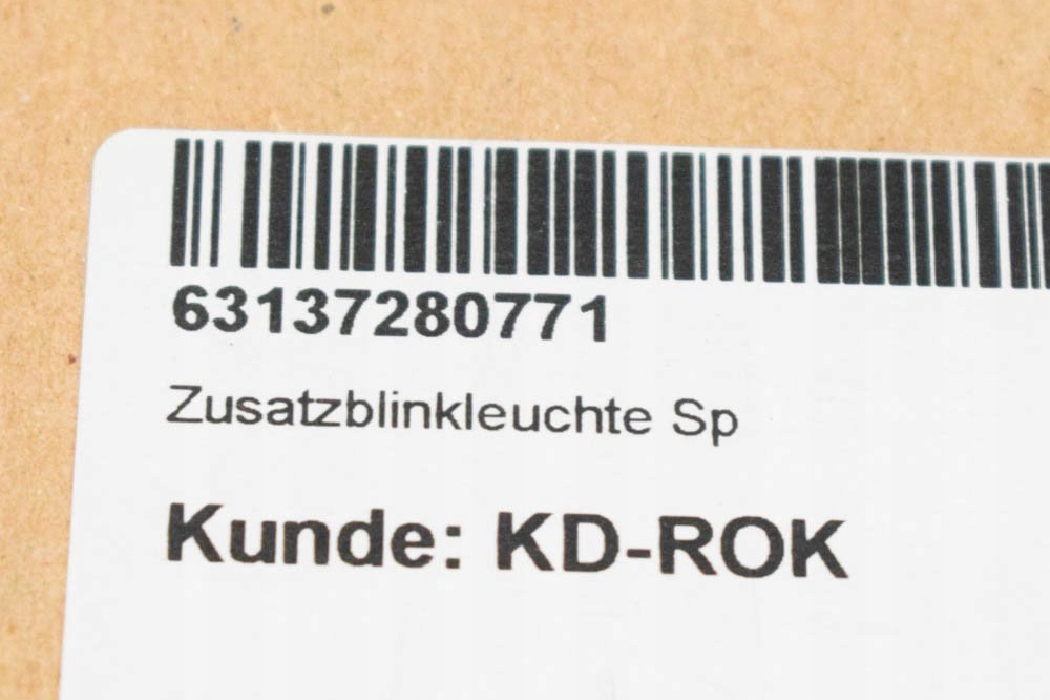 63137280771
Zusatzblinkleuchte Sp
Kunde: KD-ROK